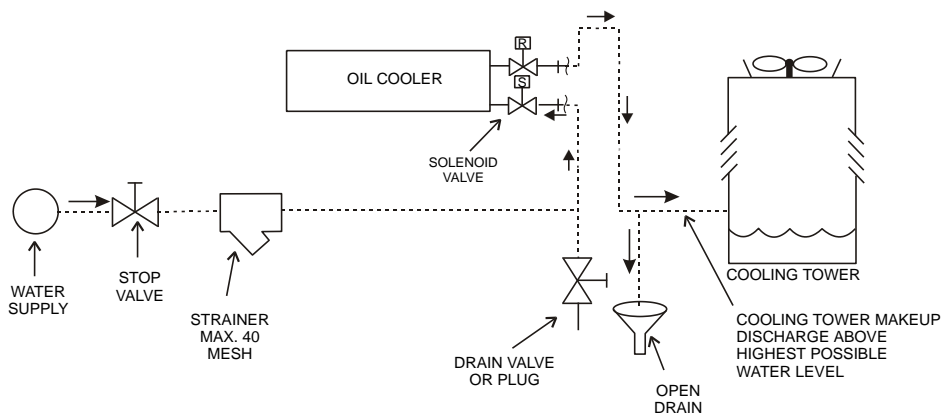 R
OIL COOLER
S
SOLENOID
VALVE
WATER
SUPPLY
STOP
VALVE
STRAINER
MAX. 40
MESH
DRAIN VALVE
OR PLUG
OPEN
DRAIN
COOLING TOWER
COOLING TOWER MAKEUP
DISCHARGE ABOVE
HIGHEST POSSIBLE
WATER LEVEL